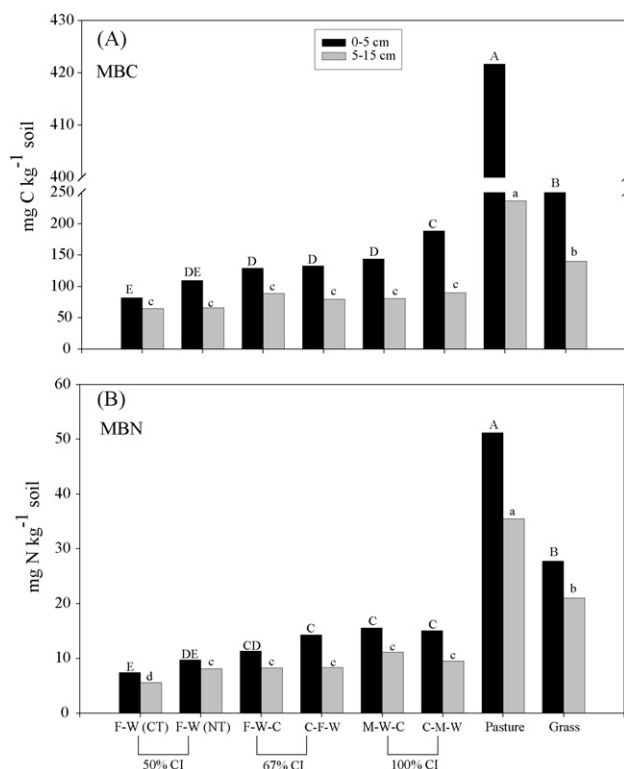 (A)
MBC
0-5 cm
5-15 cm
mg C kg-1 soil
430
420
410
400
250
200
150
100
50
0
E c DE c D c D c D c C c A a B b
(B)
MBN
mg N kg-1 soil
60
50
40
30
20
10
0
E d DE c CD c C c C c C c A a B b
F-W (CT) F-W (NT) F-W-C C-F-W M-W-C C-M-W Pasture Grass
50% CI 67% CI 100% CI